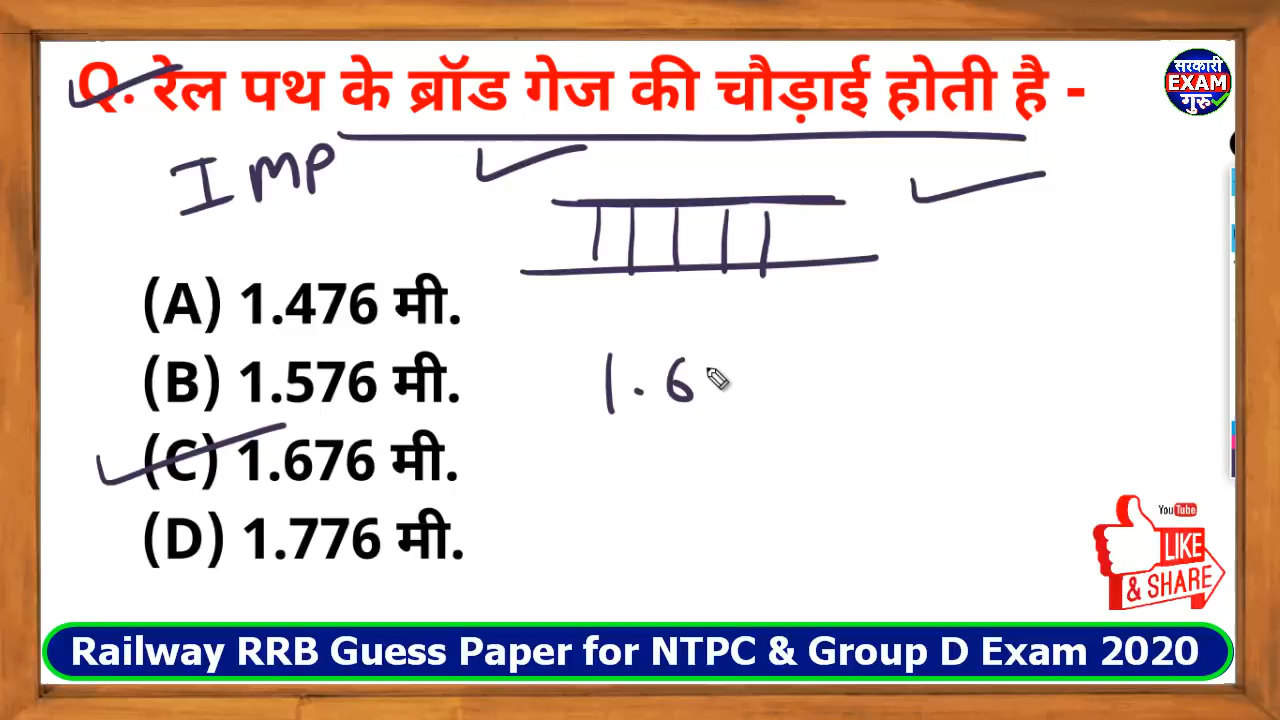 Q. रेल पथ के ब्रॉड गेज की चौड़ाई होती है -
सरकारी
EXAM
गुरु
IMP
(A) 1.476 मी.
(B) 1.576 मी.
1.6
(C) 1.676 मी.
(D) 1.776 मी.
YouTube
LIKE
& SHARE
Railway RRB Guess Paper for NTPC & Group D Exam 2020